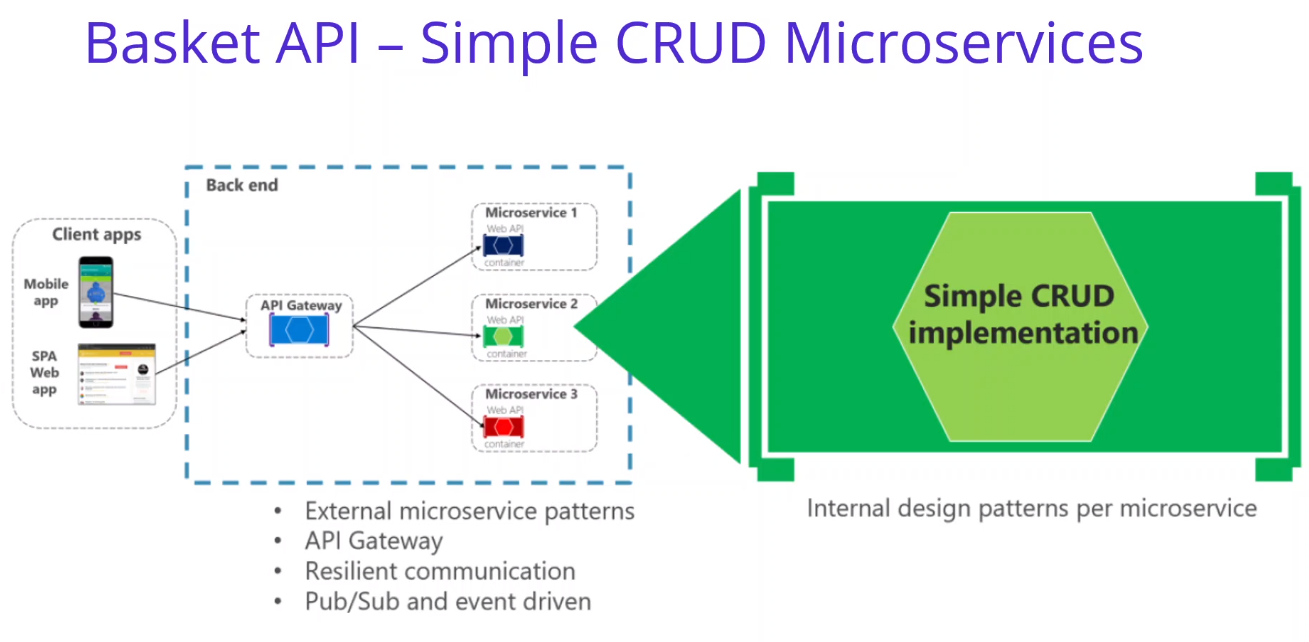 Basket API – Simple CRUD Microservices
Back end
Client apps
Mobile
app
SPA
Web
app
API Gateway
Microservice 1
Web API
container
Microservice 2
Web API
container
Microservice 3
Web API
container
Simple CRUD
implementation
• External microservice patterns
• API Gateway
• Resilient communication
• Pub/Sub and event driven
Internal design patterns per microservice